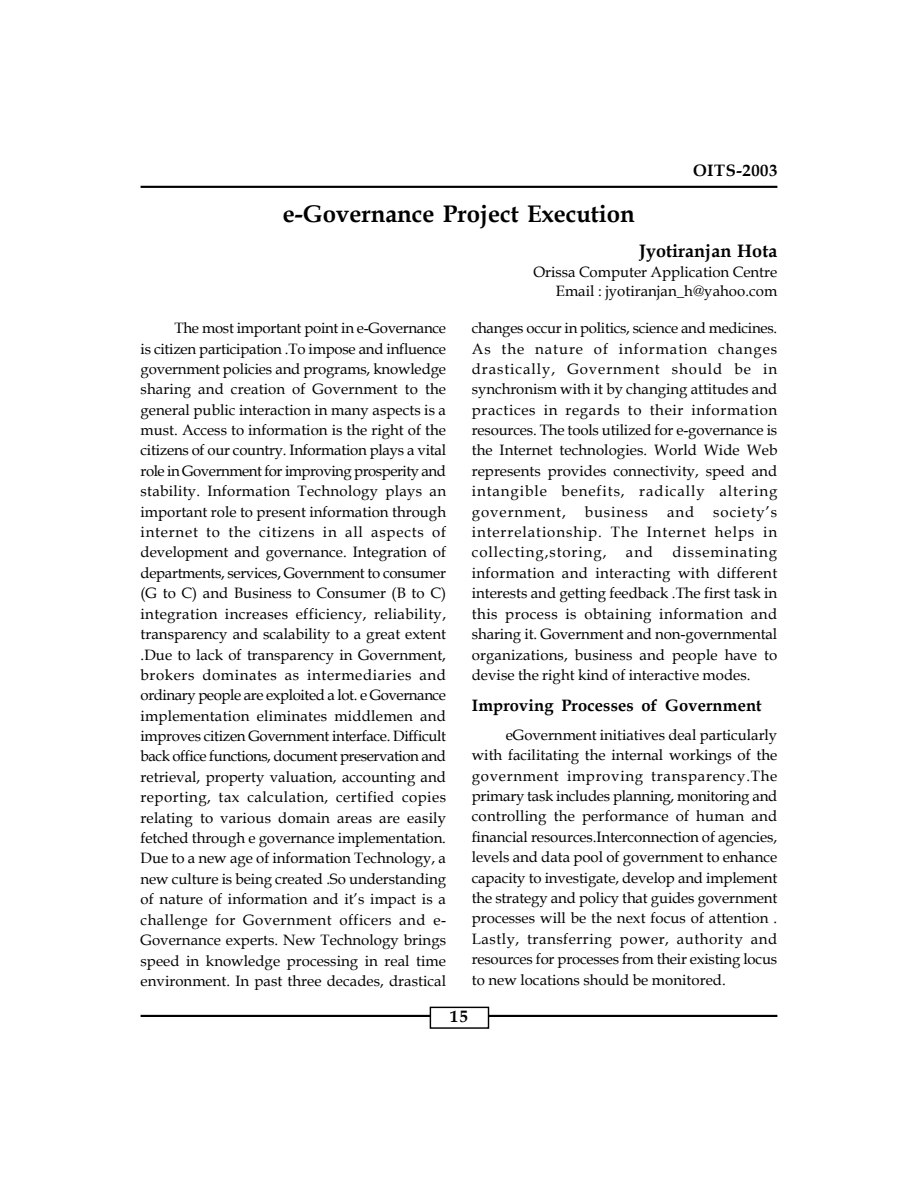 OITS-2003
e-Governance Project Execution
Jyotiranjan Hota
Orissa Computer Application Centre
Email : jyotiranjan_h@yahoo.com
The most important point in e-Governance
is citizen participation .To impose and influence
government policies and programs, knowledge
sharing and creation of Government to the
general public interaction in many aspects is a
must. Access to information is the right of the
citizens of our country. Information plays a vital
role in Government for improving prosperity and
stability. Information Technology plays an
important role to present information through
internet to the citizens in all aspects of
development and governance. Integration of
departments, services, Government to consumer
(G to C) and Business to Consumer (B to C)
integration increases efficiency, reliability,
transparency and scalability to a great extent
.Due to lack of transparency in Government,
brokers dominates as intermediaries and
ordinary people are exploited a lot. e Governance
implementation eliminates middlemen and
improves citizen Government interface. Difficult
back office functions, document preservation and
retrieval, property valuation, accounting and
reporting, tax calculation, certified copies
relating to various domain areas are easily
fetched through e governance implementation.
Due to a new age of information Technology, a
new culture is being created .So understanding
of nature of information and it's impact is a
challenge for Government officers and e-
Governance experts. New Technology brings
speed in knowledge processing in real time
environment. In past three decades, drastical
changes occur in politics, science and medicines.
As the nature of information changes
drastically, Government should be in
synchronism with it by changing attitudes and
practices in regards to their information
resources. The tools utilized for e-governance is
the Internet technologies. World Wide Web
represents provides connectivity, speed and
intangible benefits, radically altering
government, business and society's
interrelationship. The Internet helps in
collecting,storing, and disseminating
information and interacting with different
interests and getting feedback .The first task in
this process is obtaining information and
sharing it. Government and non-governmental
organizations, business and people have to
devise the right kind of interactive modes.
Improving Processes of Government
eGovernment initiatives deal particularly
with facilitating the internal workings of the
government improving transparency.The
primary task includes planning, monitoring and
controlling the performance of human and
financial resources.Interconnection of agencies,
levels and data pool of government to enhance
capacity to investigate, develop and implement
the strategy and policy that guides government
processes will be the next focus of attention .
Lastly, transferring power, authority and
resources for processes from their existing locus
to new locations should be monitored.
15